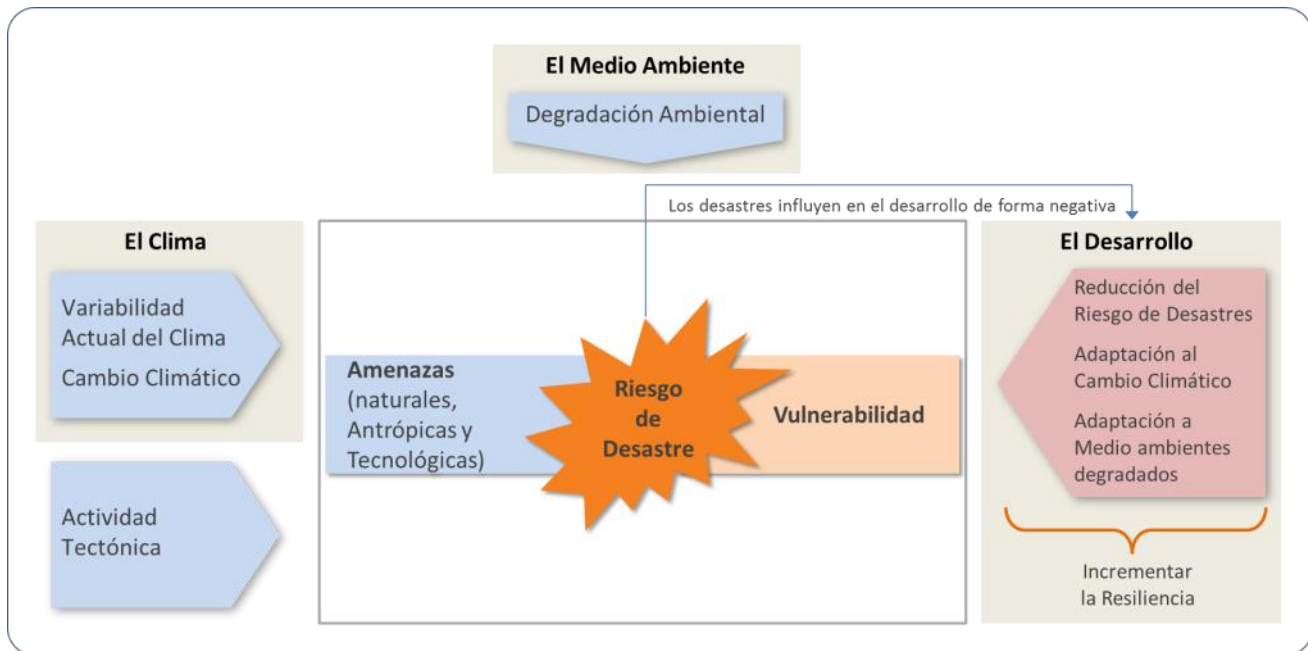 El Medio Ambiente
Degradación Ambiental
Los desastres influyen en el desarrollo de forma negativa
El Clima
Variabilidad
Actual del Clima
Cambio Climático
Actividad
Tectónica
Amenazas
(naturales,
Antrópicas y
Tecnológicas)
Riesgo
de
Desastre
Vulnerabilidad
El Desarrollo
Reducción del
Riesgo de Desastres
Adaptación al
Cambio Climático
Adaptación a
Medio ambientes
degradados
Incrementar
la Resiliencia